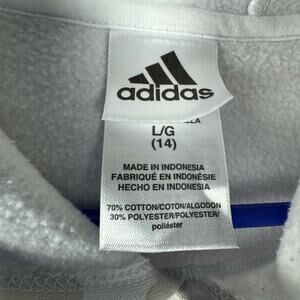 adidas
L/G
(14)
MADE IN INDONESIA
FABRIQUÉ EN INDONÉSIE
HECHO EN INDONESIA
70% COTTON/COTON/ALGODON
30% POLYESTER/POLYESTER/
poliéster